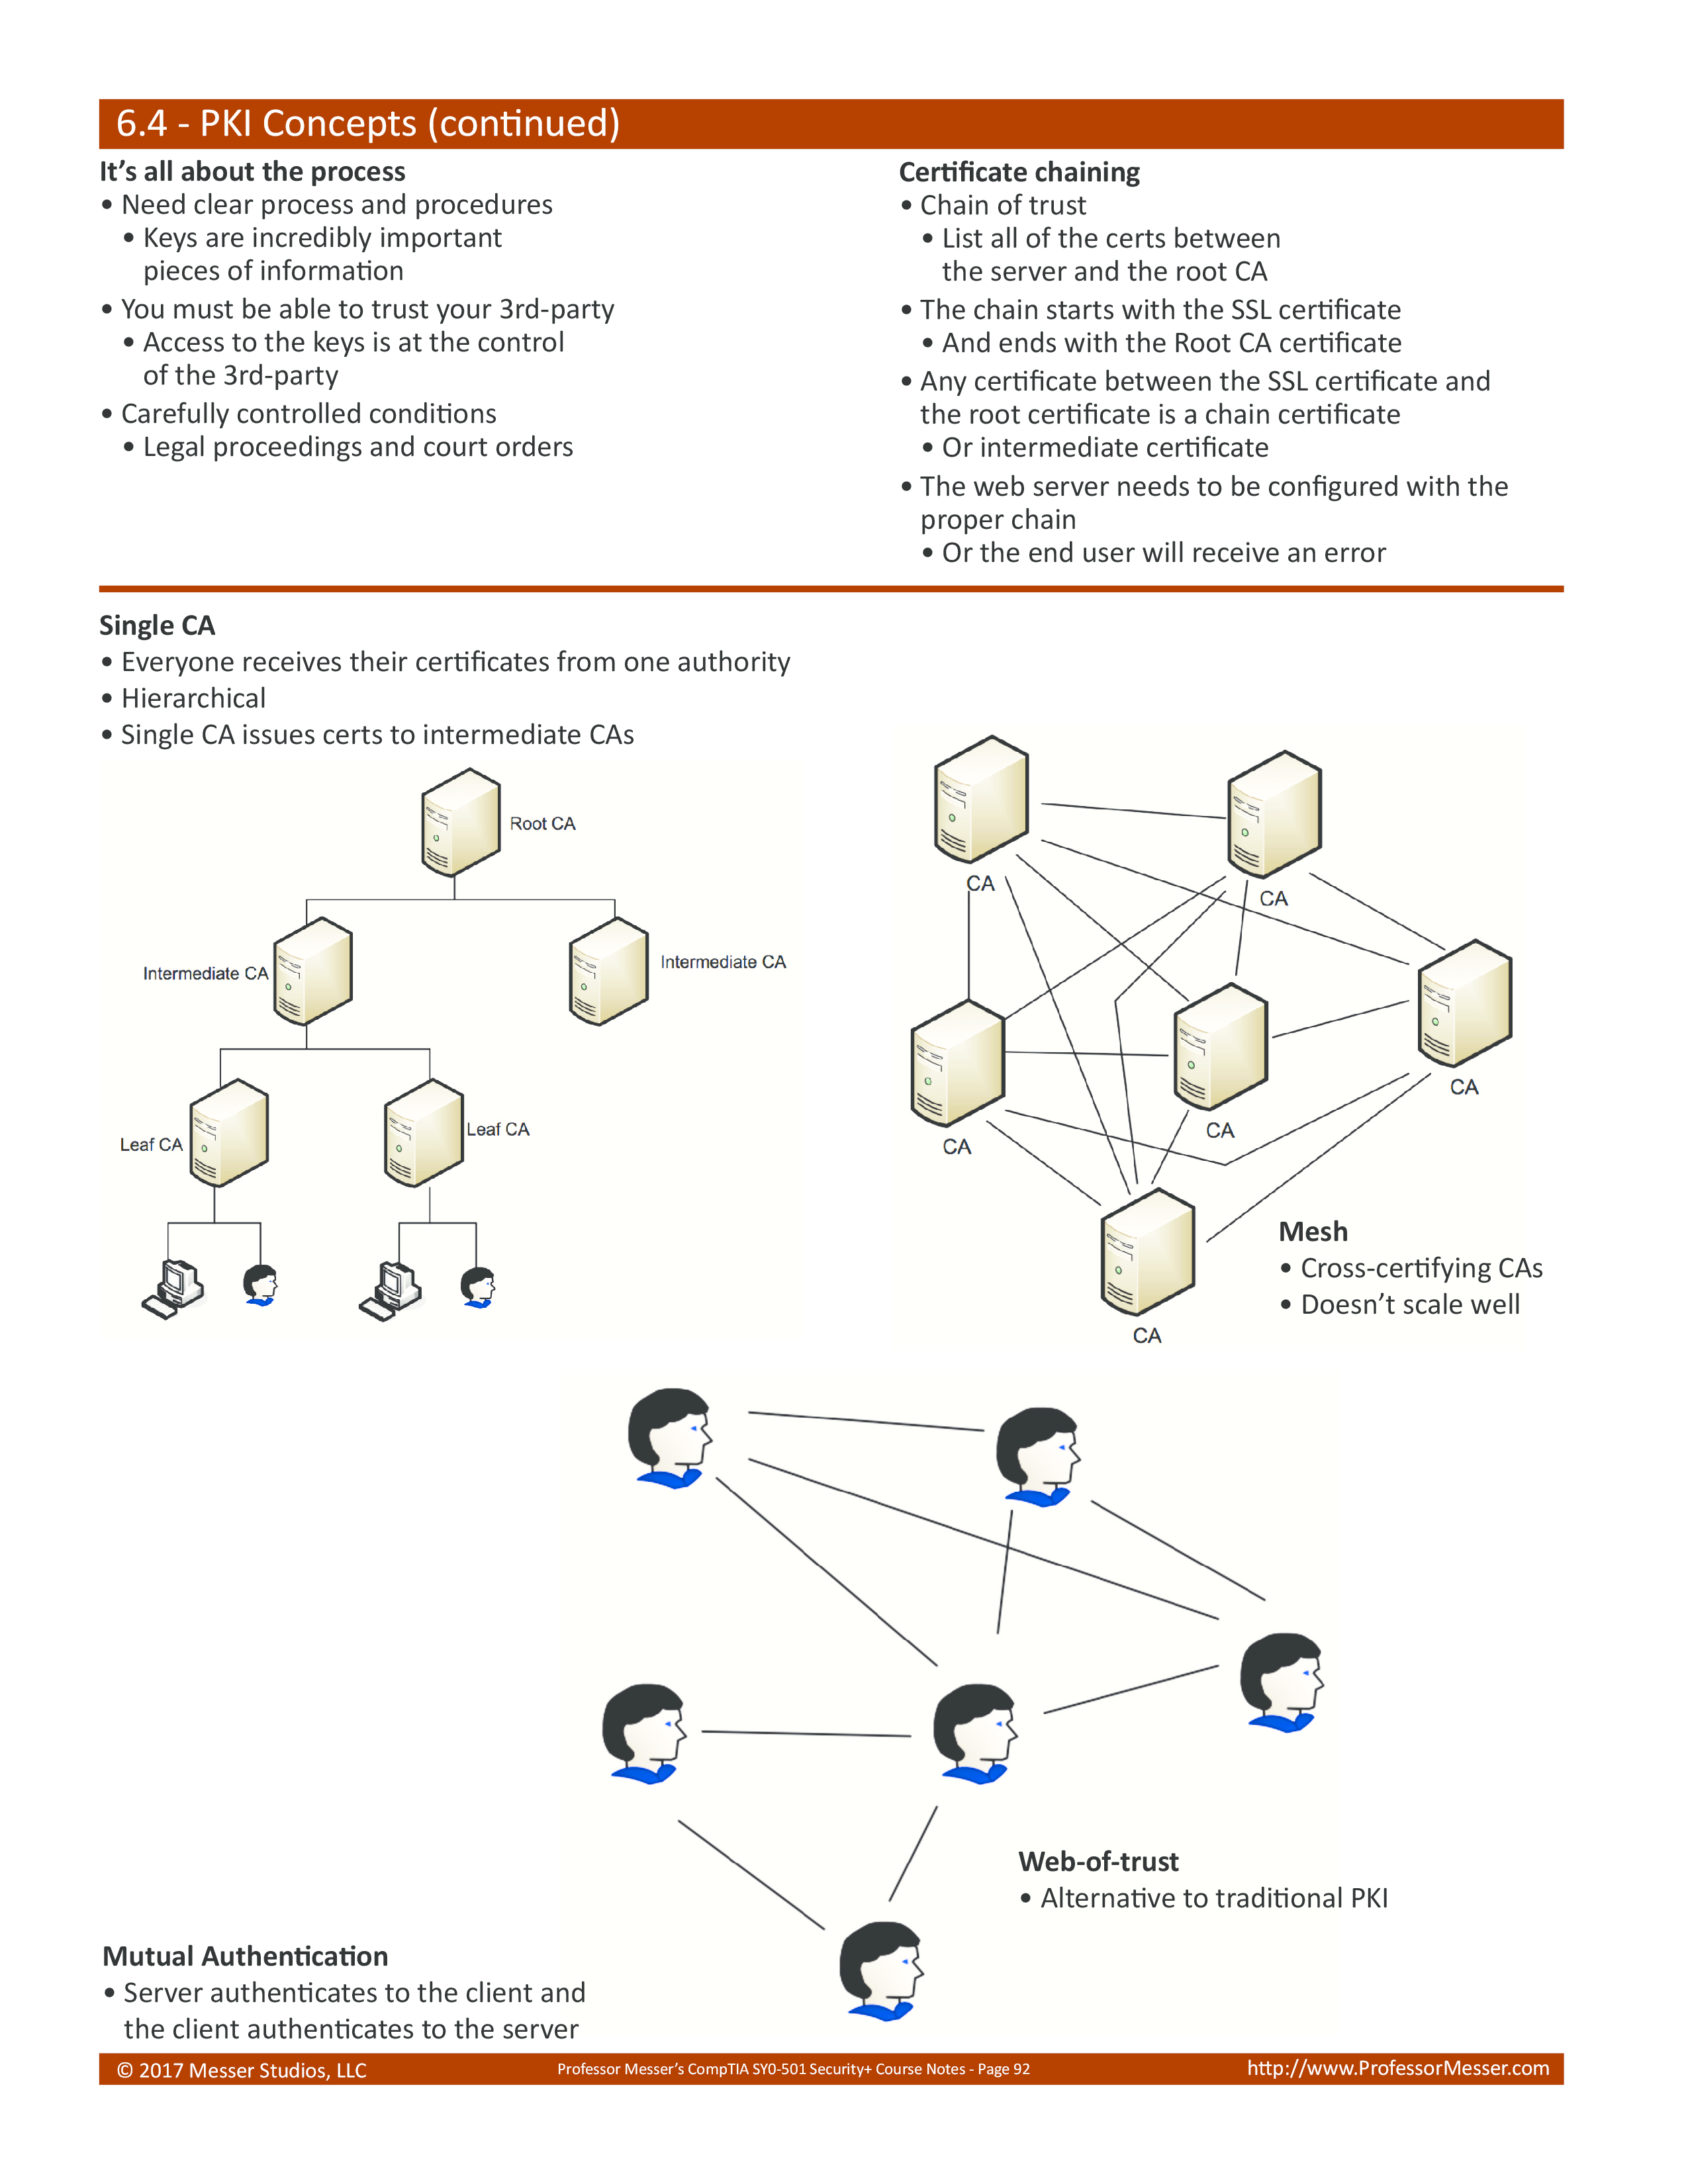 6.4 - PKI Concepts (continued)
It’s all about the process
• Need clear process and procedures
• Keys are incredibly important
pieces of information
• You must be able to trust your 3rd-party
• Access to the keys is at the control
of the 3rd-party
• Carefully controlled conditions
• Legal proceedings and court orders
Certificate chaining
• Chain of trust
• List all of the certs between
the server and the root CA
• The chain starts with the SSL certificate
• And ends with the Root CA certificate
• Any certificate between the SSL certificate and
the root certificate is a chain certificate
• Or intermediate certificate
• The web server needs to be configured with the
proper chain
• Or the end user will receive an error
Single CA
• Everyone receives their certificates from one authority
• Hierarchical
• Single CA issues certs to intermediate CAs
Root CA
Intermediate CA
Intermediate CA
Leaf CA
Leaf CA
CA
CA
CA
CA
CA
CA
Mesh
• Cross-certifying CAs
• Doesn’t scale well
Web-of-trust
• Alternative to traditional PKI
Mutual Authentication
• Server authenticates to the client and
the client authenticates to the server
© 2017 Messer Studios, LLC
Professor Messer’s CompTIA SY0-501 Security+ Course Notes - Page 92
http://www.ProfessorMesser.com